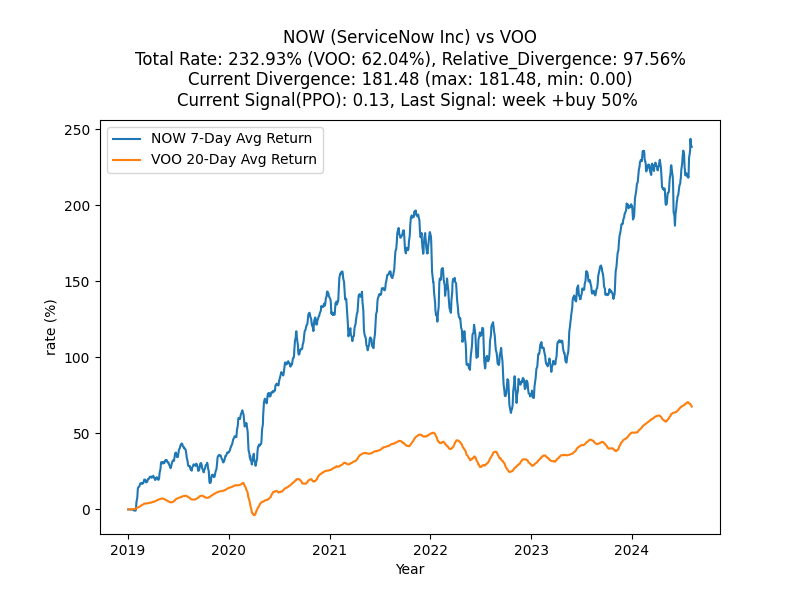 NOW (ServiceNow Inc) vs VOO
Total Rate: 232.93% (VOO: 62.04%), Relative_Divergence: 97.56%
Current Divergence: 181.48 (max: 181.48, min: 0.00)
Current Signal(PPO): 0.13, Last Signal: week +buy 50%
NOW 7-Day Avg Return
VOO 20-Day Avg Return
250
200
150
100
50
0
rate (%)
2019 2020 2021 2022 2023 2024
Year